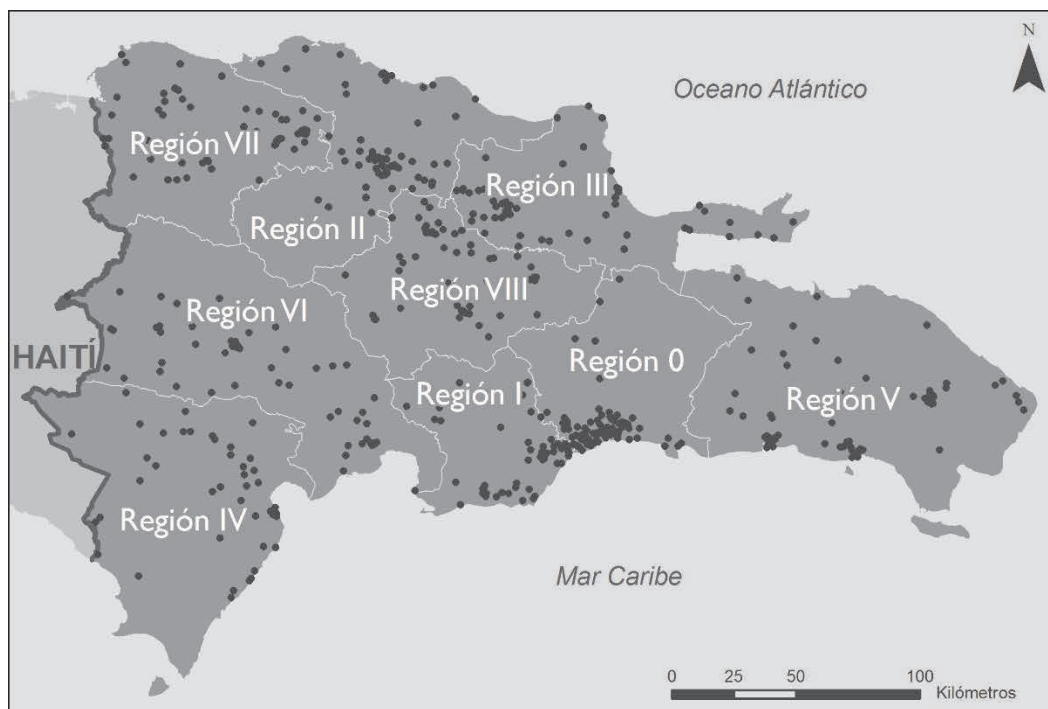 N
Oceano Atlántico
Región VII
Región III
Región II
Región VIII
Región VI
HAITÍ
Región 0
Región I
Región V
Región IV
Mar Caribe
0 25 50 100
Kilómetros